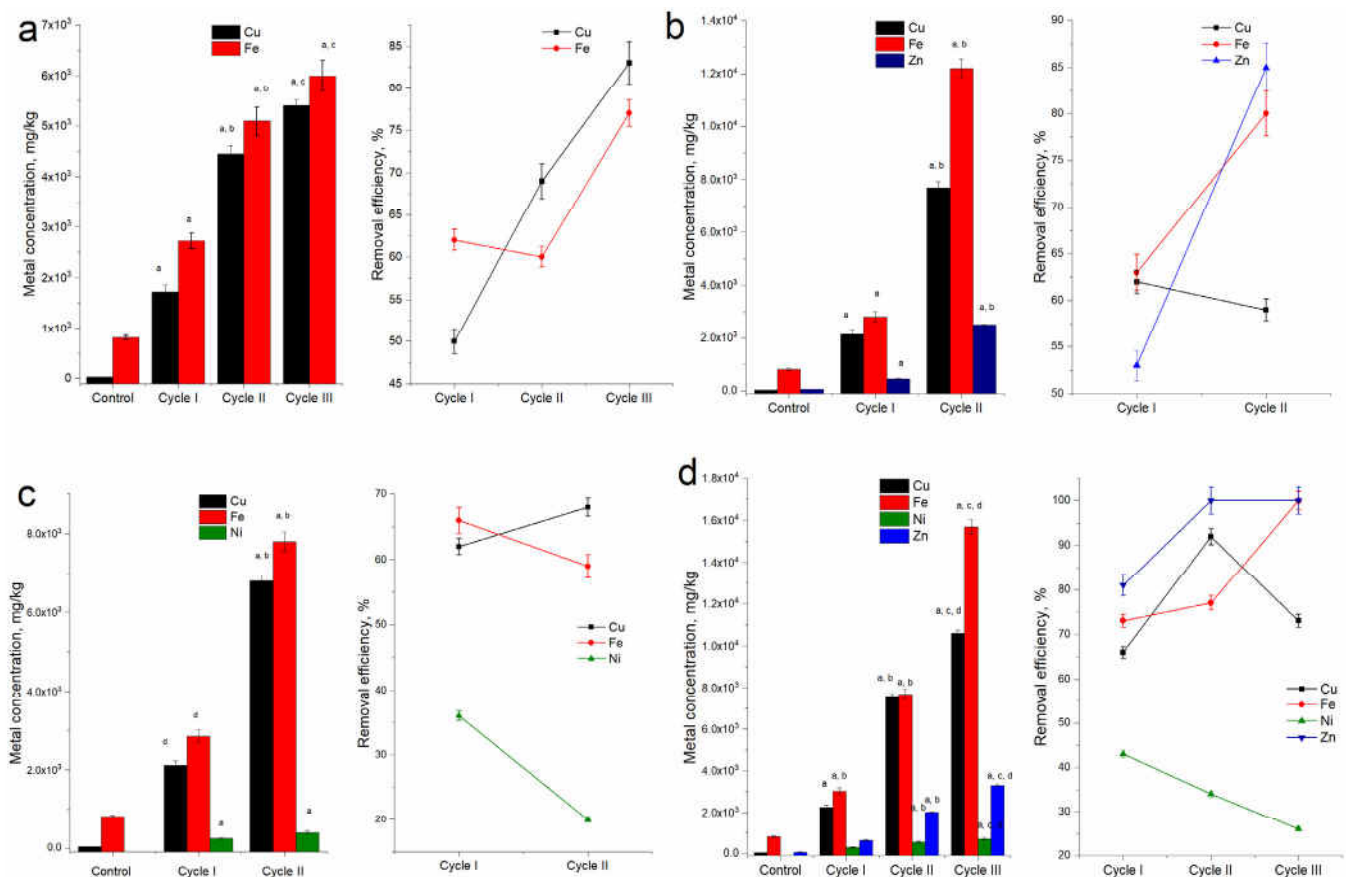 a
Cu
Fe
Metal concentration, mg/kg
7x10³
6x10³
5x10³
4x10³
3x10³
2x10³
1x10³
0
a
a
a, b
a, b
a, c
a, c
Control
Cycle I
Cycle II
Cycle III
Cu
Fe
Removal efficiency, %
85
80
75
70
65
60
55
50
45
Cycle I
Cycle II
Cycle III
b
Cu
Fe
Zn
Metal concentration, mg/kg
1.4x10⁴
1.2x10⁴
1.0x10⁴
8.0x10³
6.0x10³
4.0x10³
2.0x10³
0.0
a
a
a
a, b
a, b
a, b
Control
Cycle I
Cycle II
Cu
Fe
Zn
Removal efficiency, %
90
85
80
75
70
65
60
55
50
Cycle I
Cycle II
c
Cu
Fe
Ni
Metal concentration, mg/kg
8.0x10³
6.0x10³
4.0x10³
2.0x10³
0.0
d
d
a
a, b
a, b
a
Control
Cycle I
Cycle II
Cu
Fe
Ni
Removal efficiency, %
70
60
50
40
30
20
Cycle I
Cycle II
d
Cu
Fe
Ni
Zn
Metal concentration, mg/kg
1.8x10⁴
1.6x10⁴
1.4x10⁴
1.2x10⁴
1.0x10⁴
8.0x10³
6.0x10³
4.0x10³
2.0x10³
0.0
a
a, b
a, b
a, b
a, b
a, b
a, c, d
a, c, d
a, c, d
a, c, d
Control
Cycle I
Cycle II
Cycle III
Cu
Fe
Ni
Zn
Removal efficiency, %
100
90
80
70
60
50
40
30
20
Cycle I
Cycle II
Cycle III